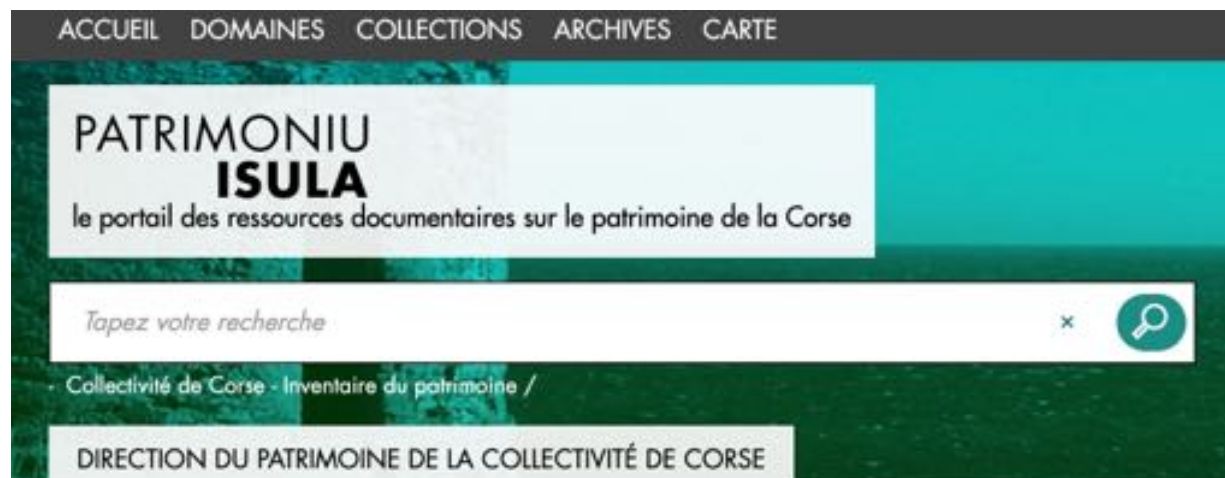 ACCUEIL DOMAINES COLLECTIONS ARCHIVES CARTE
PATRIMONIU
ISULA
le portail des ressources documentaires sur le patrimoine de la Corse
Tapez votre recherche ×
- Collectivité de Corse - Inventaire du patrimoine /
DIRECTION DU PATRIMOINE DE LA COLLECTIVITÉ DE CORSE